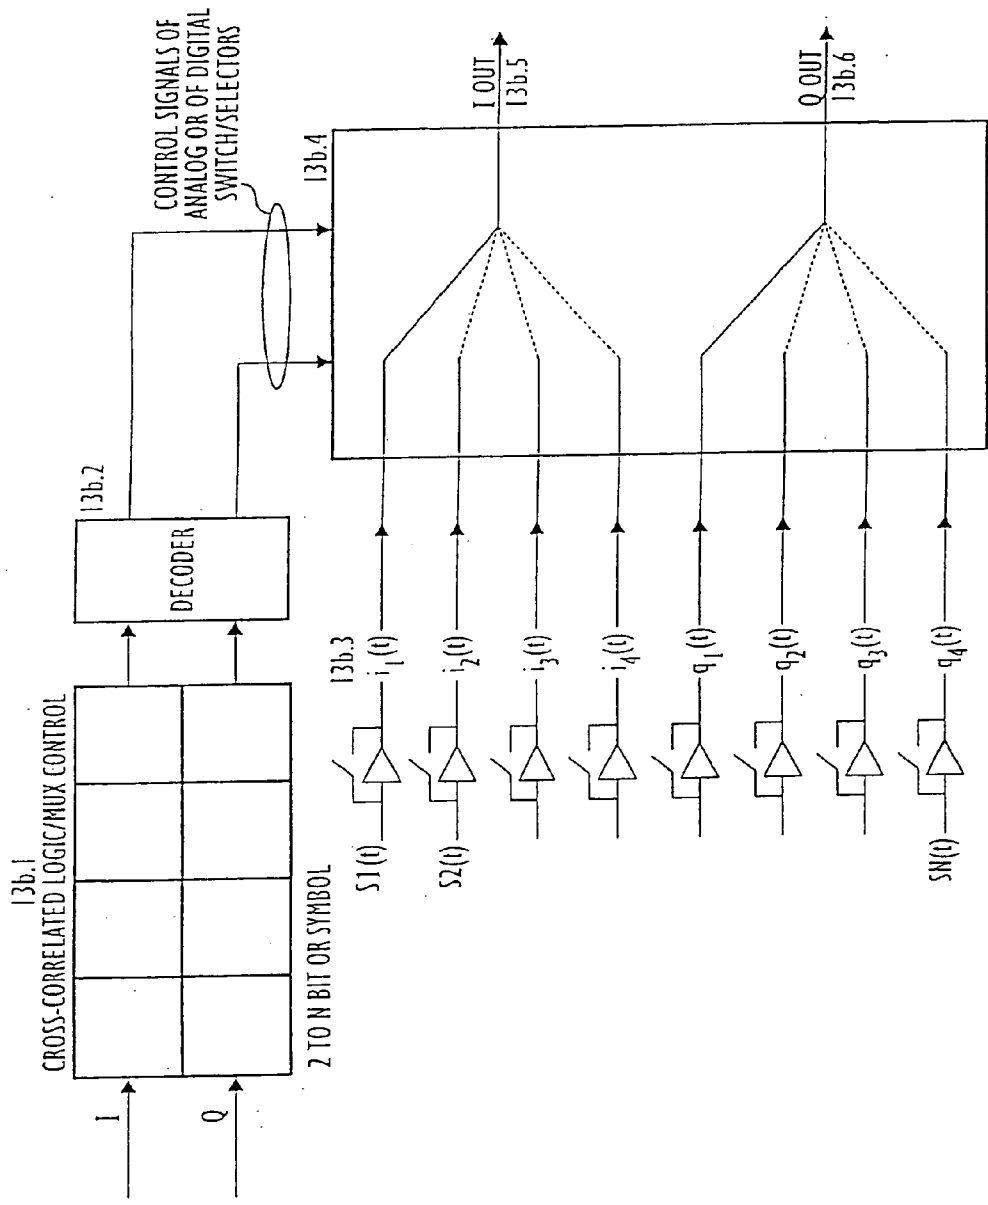 13b.1
CROSS-CORRELATED LOGIC/MUX CONTROL
I
Q
2 TO N BIT OR SYMBOL
13b.2
DECODER
CONTROL SIGNALS OF
ANALOG OR OF DIGITAL
SWITCH/SELECTORS
13b.3
13b.4
S1(t)
i1(t)
S2(t)
i2(t)
i3(t)
i4(t)
q1(t)
q2(t)
q3(t)
SN(t)
q4(t)
I OUT
13b.5
Q OUT
13b.6